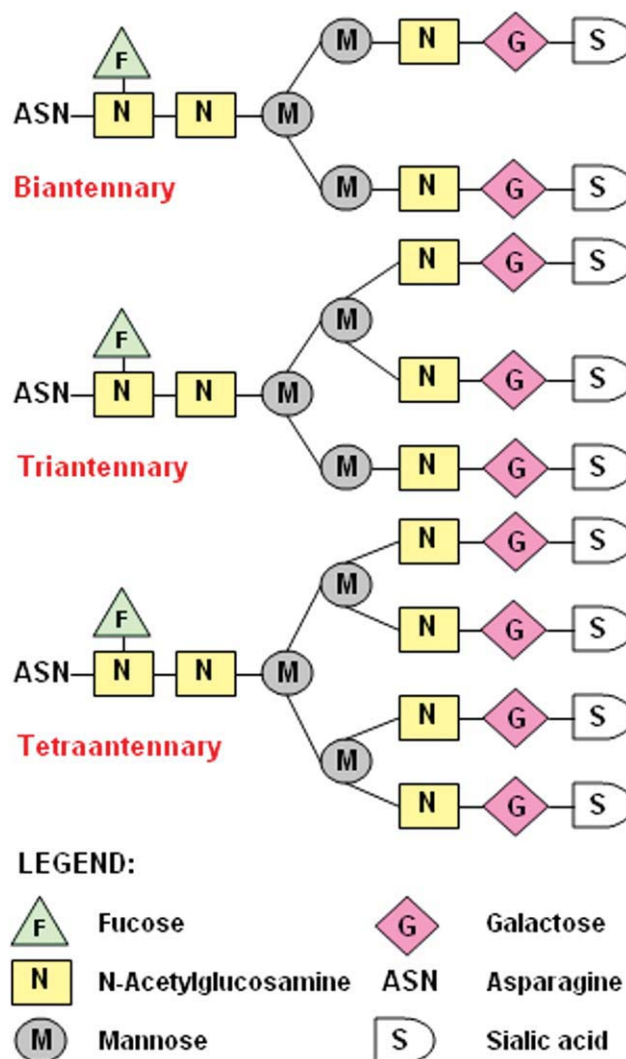 M N G S
F
ASN N N M
Biantennary M N G S
N G S
M
F N G S
ASN N N M
Triantennary M N G S
N G S
M
F N G S
ASN N N M
N G S
Tetraantennary M
N G S
LEGEND:
F Fucose G Galactose
N N-Acetylglucosamine ASN Asparagine
M Mannose S Sialic acid